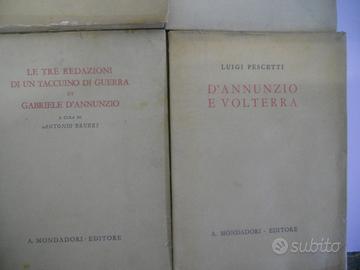 LE TRE REDAZIONI
DI UN TACCUINO DI GUERRA
DI
GABRIELE D'ANNUNZIO
A CURA DI
ANTONIO BRUERS
A. MONDADORI - EDITORE
LUIGI PESCETTI
D'ANNUNZIO
E VOLTERRA
A. MONDADORI - EDITORE
subito.it